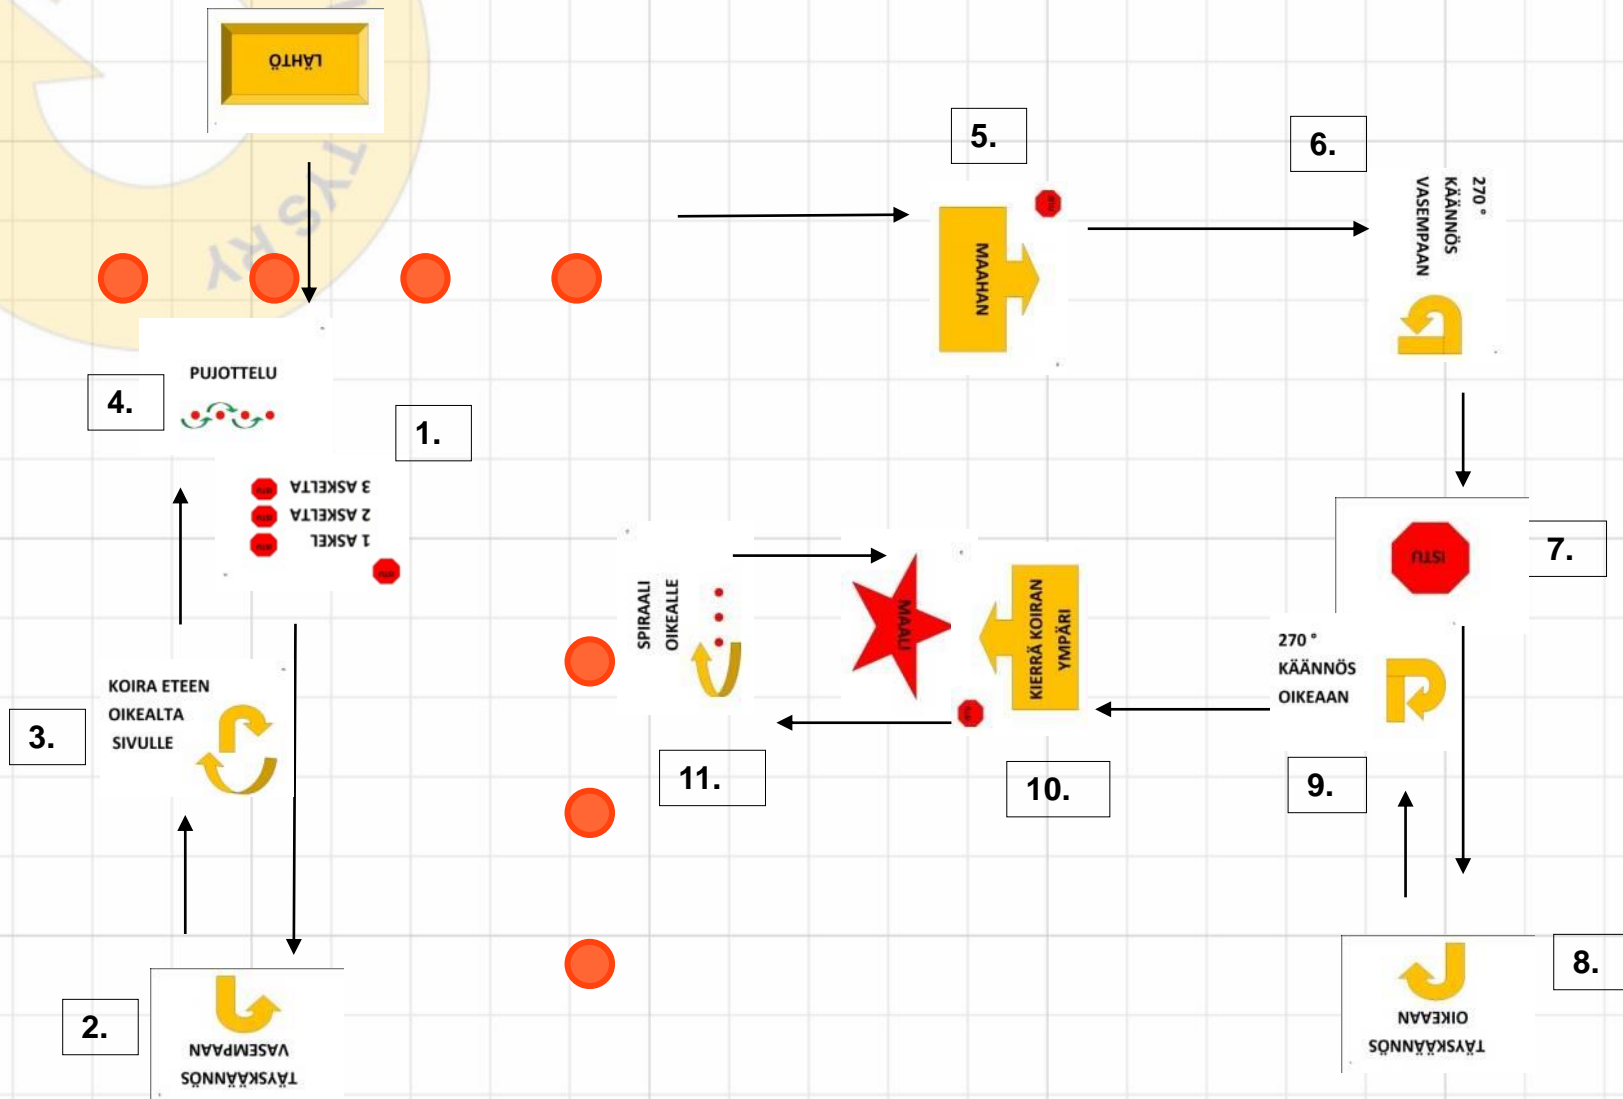 LÄHTÖ
TYSRY
1.
1 ASKEL
2 ASKELTA
3 ASKELTA
2.
TÄYSKÄÄNNÖS
VASEMPAAN
3.
KOIRA ETEEN
OIKEALTA
SIVULLE
4.
PUJOTTELU
5.
MAAHAN
6.
270 °
KÄÄNNÖS
VASEMPAAN
7.
ISTU
8.
TÄYSKÄÄNNÖS
OIKEAAN
9.
270 °
KÄÄNNÖS
OIKEAAN
10.
KIERRÄ KOIRAN
YMPÄRI
11.
SPIRAALI
OIKEALLE
MAALI